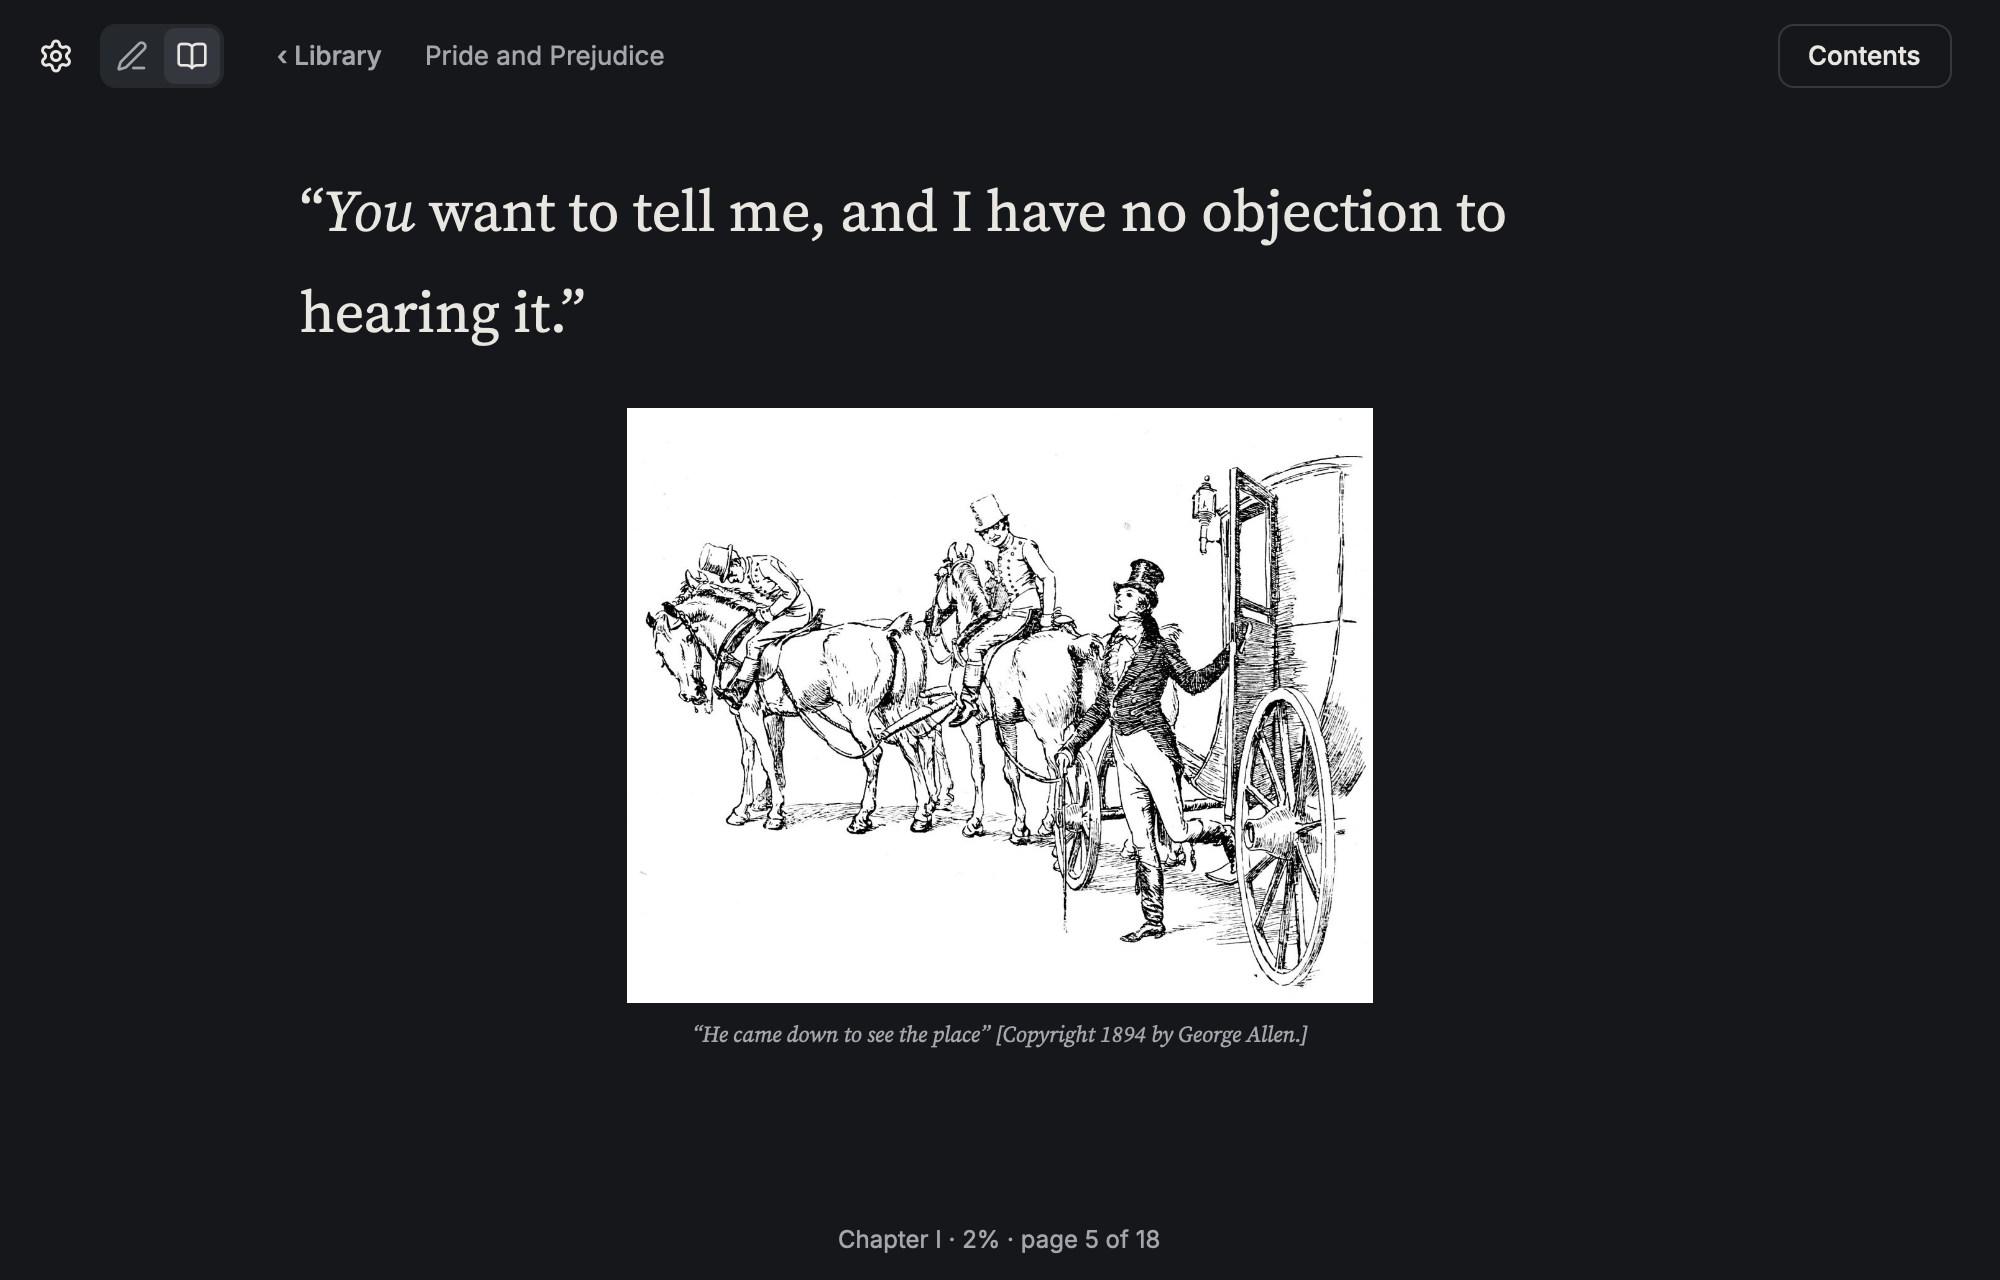 ‹ Library
Pride and Prejudice
Contents
“You want to tell me, and I have no objection to
hearing it.”
“He came down to see the place” [Copyright 1894 by George Allen.]
Chapter I · 2% · page 5 of 18